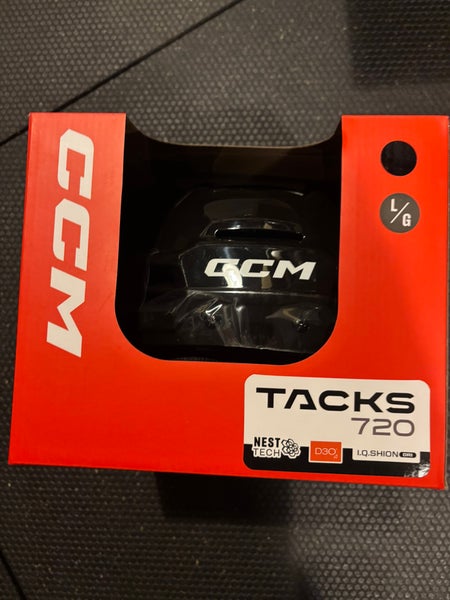 CCM
L/G
CCM
TACKS
720
NEST TECH
D3O
I.Q.SHION